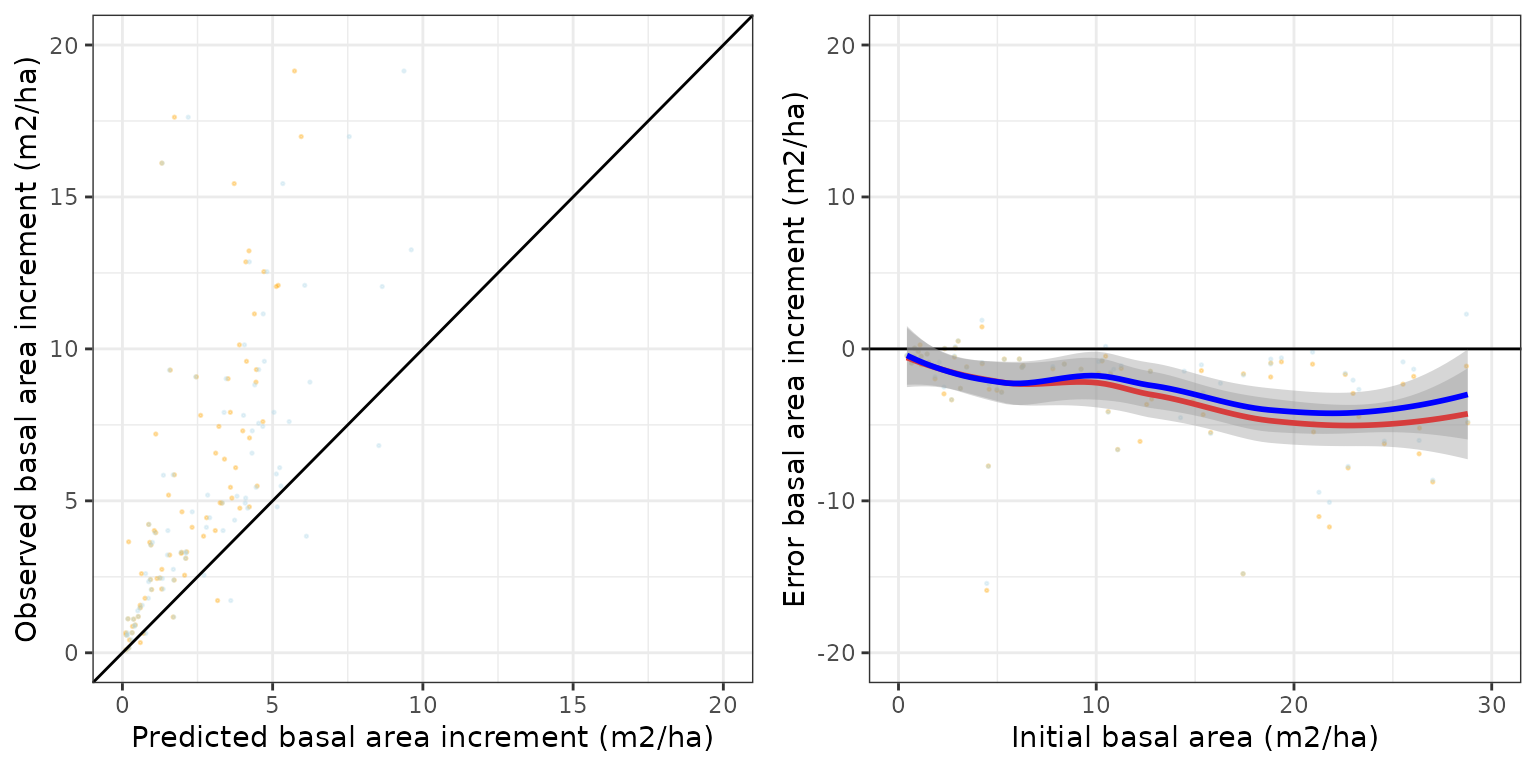 Observed basal area increment (m2/ha)
20
15
10
5
0
0 5 10 15 20
Predicted basal area increment (m2/ha)
Error basal area increment (m2/ha)
20
10
0
-10
-20
0 10 20 30
Initial basal area (m2/ha)